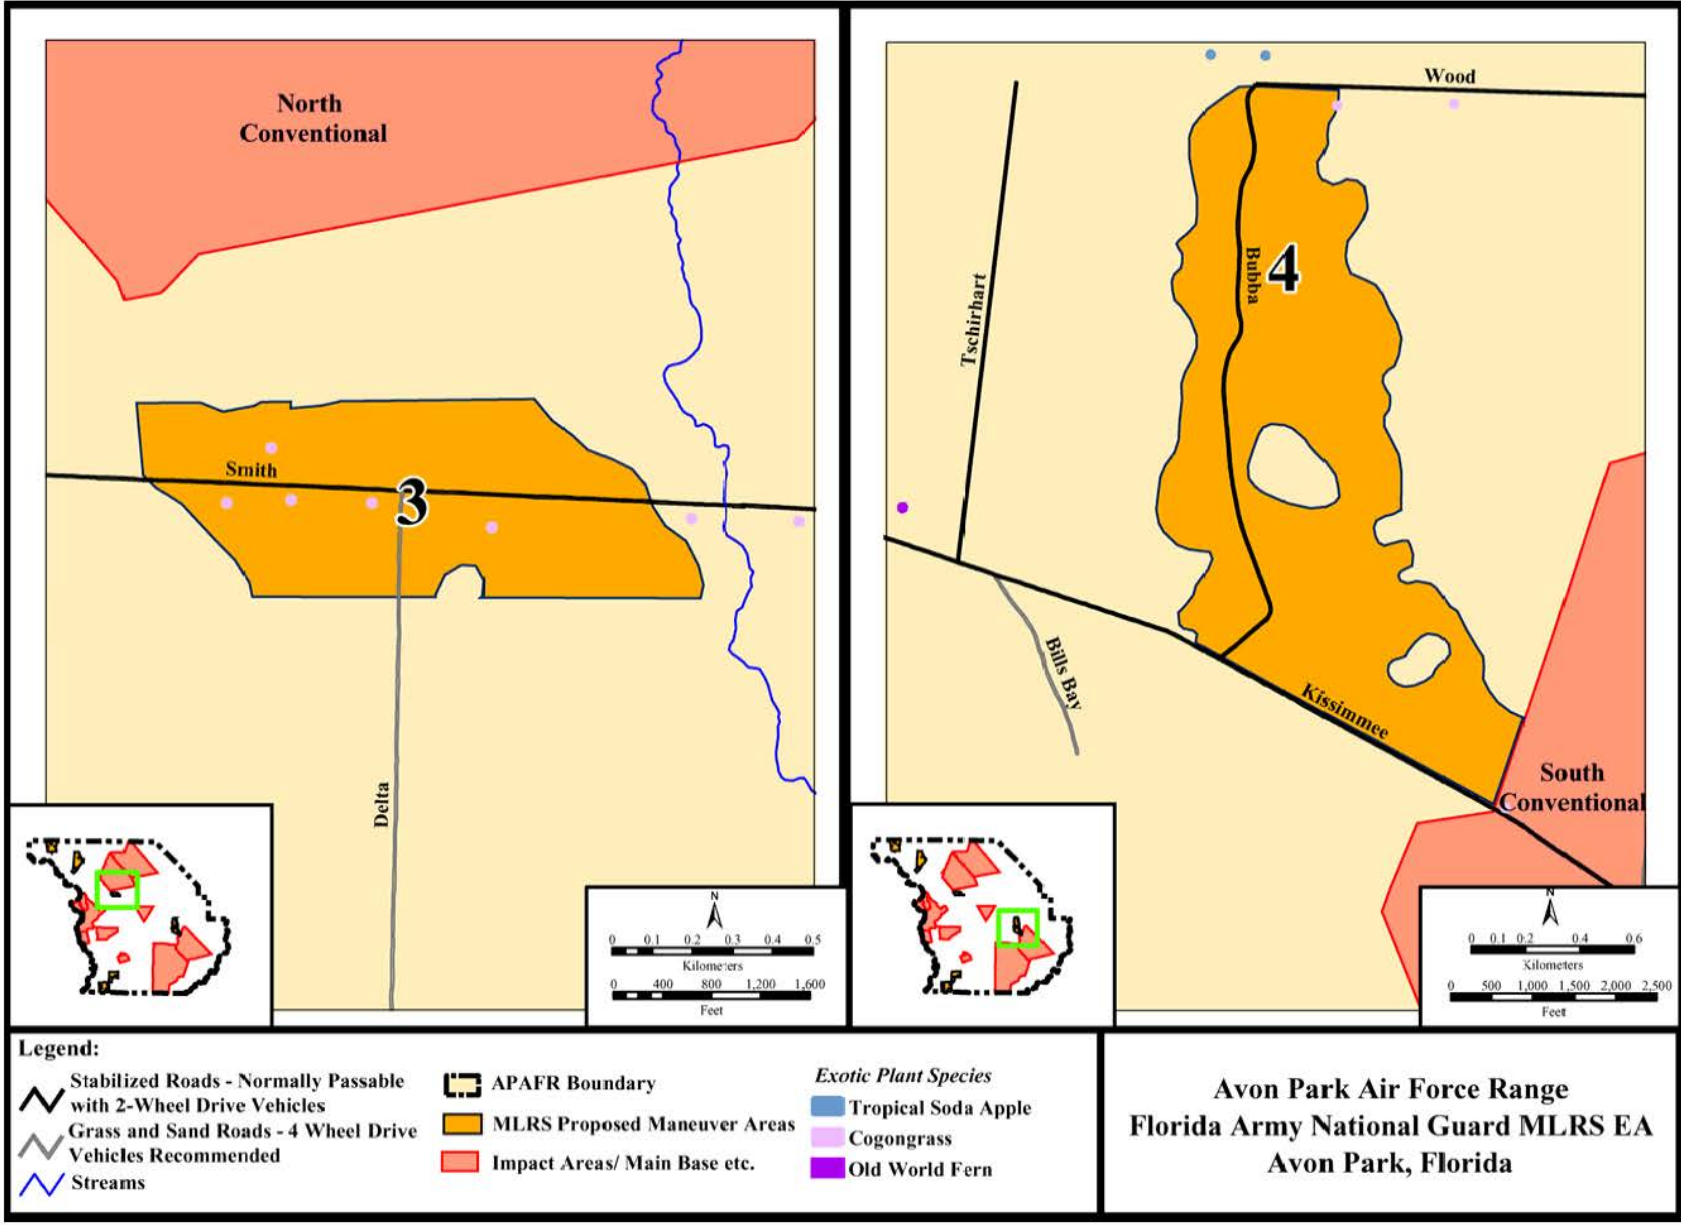 North
Conventional
Smith
3
Delta
N
0 0.1 0.2 0.3 0.4 0.5
Kilometers
0 400 800 1,200 1,600
Feet
Wood
Tschirhart
Bubba
4
Bills Bay
Kissimmee
South
Conventional
N
0 0.1 0.2 0.4 0.6
Kilometers
0 500 1,000 1,500 2,000 2,500
Feet
Legend:
Stabilized Roads - Normally Passable
with 2-Wheel Drive Vehicles
Grass and Sand Roads - 4 Wheel Drive
Vehicles Recommended
Streams
APAFR Boundary
MLRS Proposed Maneuver Areas
Impact Areas/ Main Base etc.
Exotic Plant Species
Tropical Soda Apple
Cogongrass
Old World Fern
Avon Park Air Force Range
Florida Army National Guard MLRS EA
Avon Park, Florida